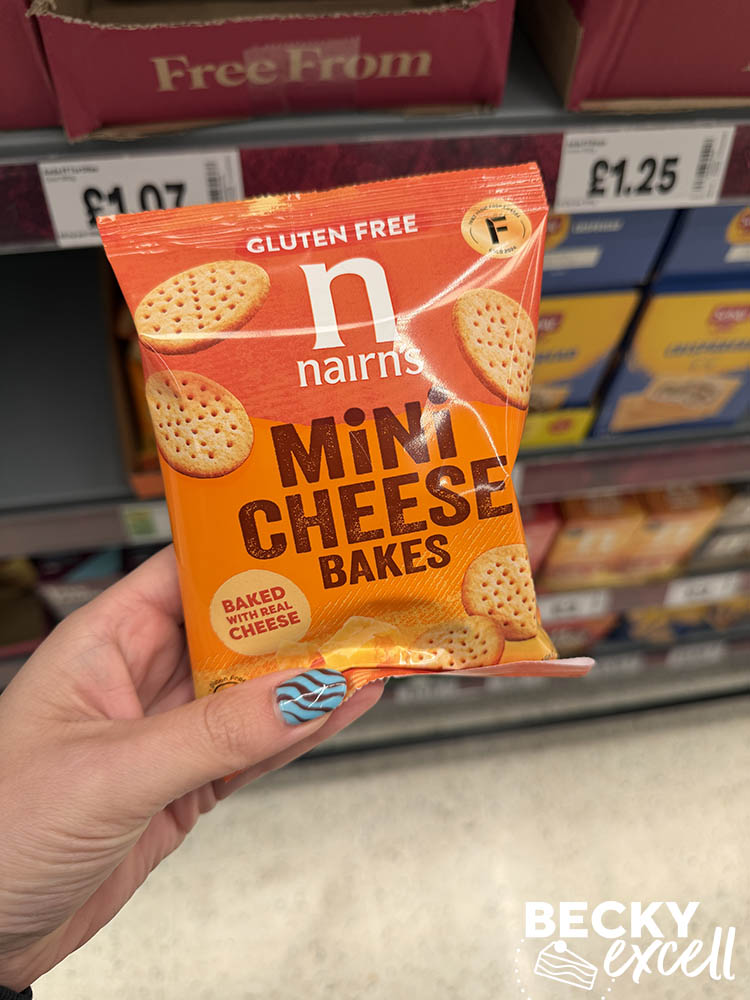 Free From
£1.07
£1.25
GLUTEN FREE
F
n
nairn's
MiNi
CHEESE
BAKES
BAKED
WITH REAL
CHEESE
n
BECKY
excell